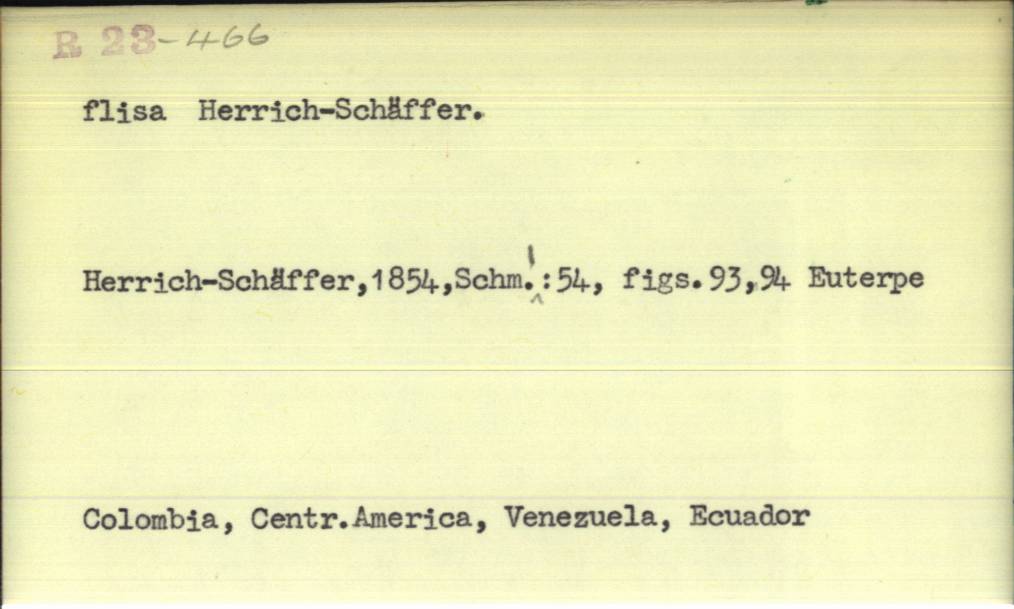 R 23-466
flisa Herrich-Schäffer.
Herrich-Schäffer,1854,Schm.1:54, figs.93,94 Euterpe
Colombia, Centr.America, Venezuela, Ecuador